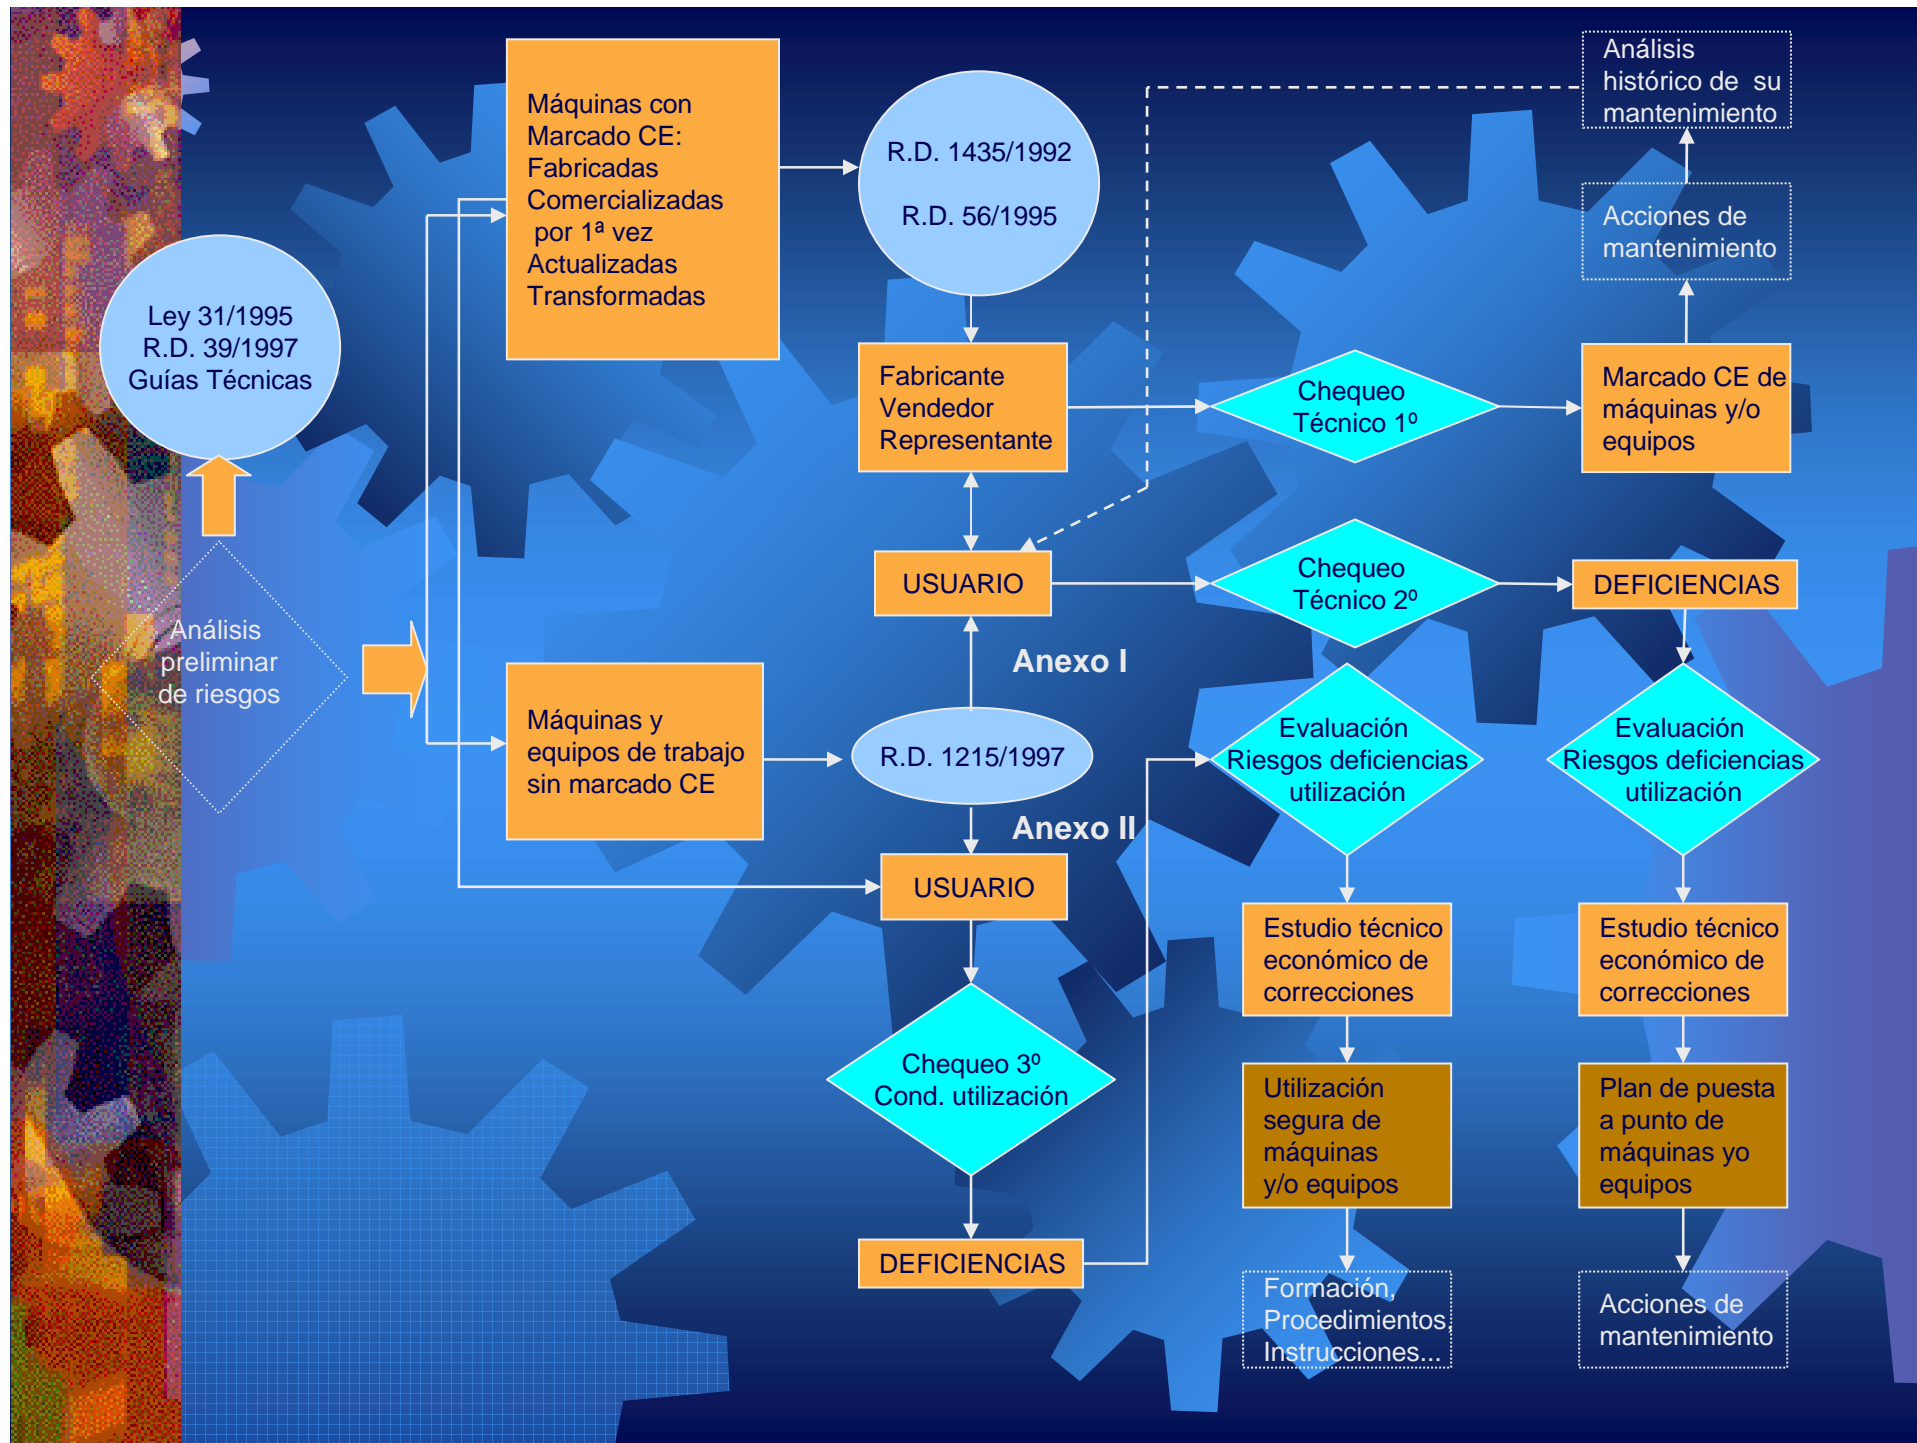 Ley 31/1995
R.D. 39/1997
Guías Técnicas
Análisis
preliminar
de riesgos
Máquinas con
Marcado CE:
Fabricadas
Comercializadas
por 1ª vez
Actualizadas
Transformadas
Máquinas y
equipos de trabajo
sin marcado CE
R.D. 1435/1992
R.D. 56/1995
Fabricante
Vendedor
Representante
USUARIO
Anexo I
R.D. 1215/1997
Anexo II
USUARIO
Chequeo 3º
Cond. utilización
DEFICIENCIAS
Chequeo
Técnico 1º
Marcado CE de
máquinas y/o
equipos
Acciones de
mantenimiento
Análisis
histórico de su
mantenimiento
Chequeo
Técnico 2º
DEFICIENCIAS
Evaluación
Riesgos deficiencias
utilización
Estudio técnico
económico de
correcciones
Utilización
segura de
máquinas
y/o equipos
Formación,
Procedimientos,
Instrucciones...
Evaluación
Riesgos deficiencias
utilización
Estudio técnico
económico de
correcciones
Plan de puesta
a punto de
máquinas yo
equipos
Acciones de
mantenimiento